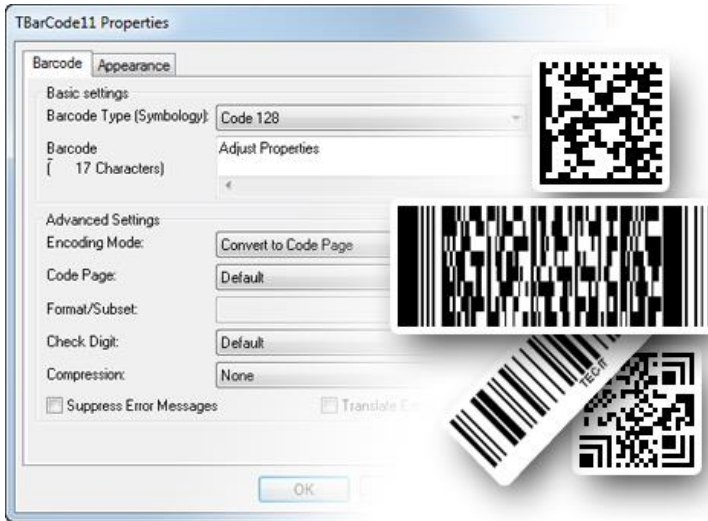 TBarCode11 Properties
Barcode Appearance
Basic settings
Barcode Type (Symbology): Code 128
Barcode Adjust Properties
( 17 Characters)
Advanced Settings
Encoding Mode: Convert to Code Page
Code Page: Default
Format/Subset:
Check Digit: Default
Compression: None
Suppress Error Messages Translate
OK
TEC-IT